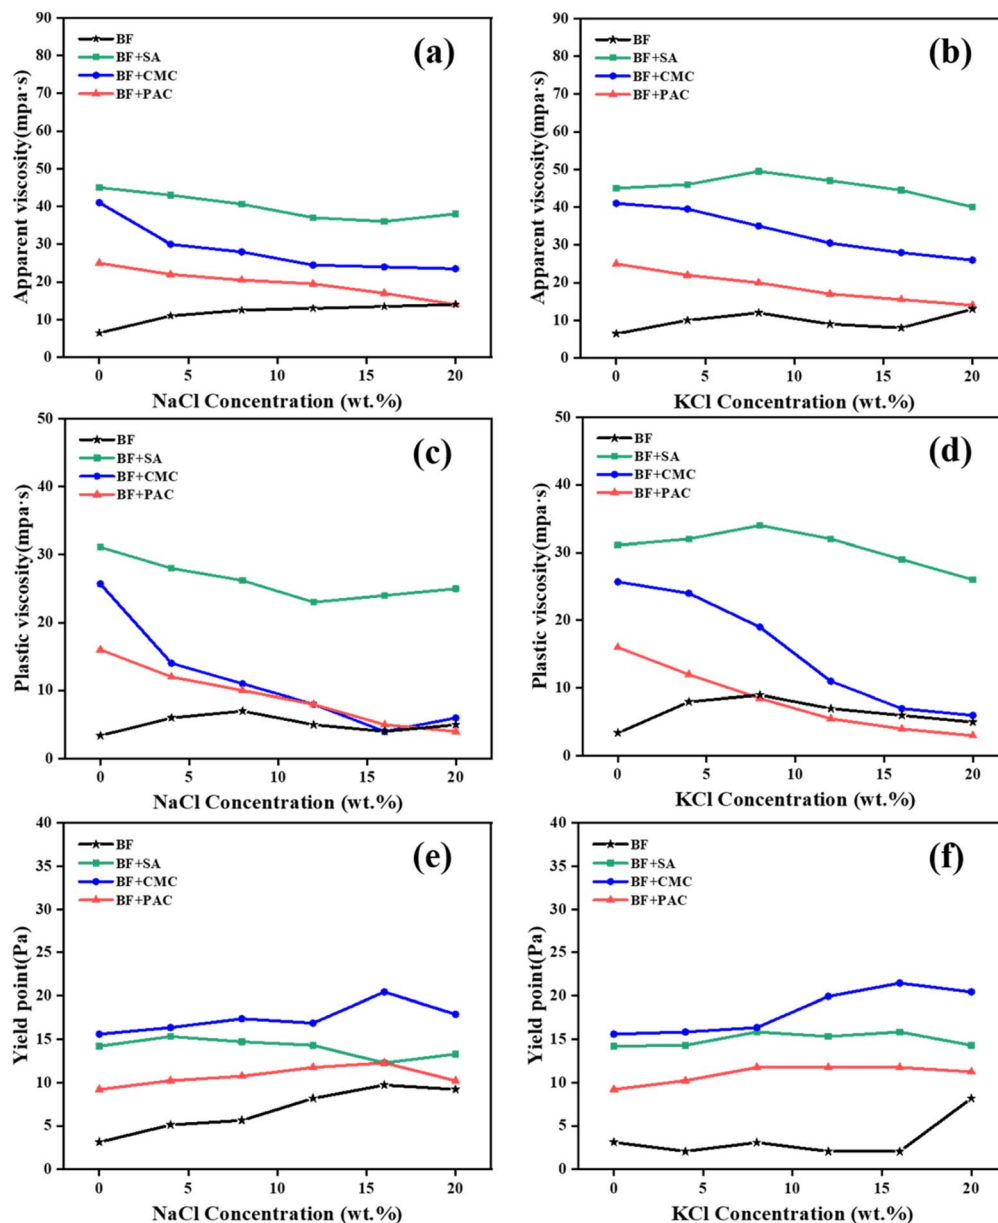 (a)
BF
BF+SA
BF+CMC
BF+PAC
90
80
70
60
50
40
30
20
10
0
Apparent viscosity(mpa·s)
0 5 10 15 20
NaCl Concentration (wt.%)
(b)
BF
BF+SA
BF+CMC
BF+PAC
90
80
70
60
50
40
30
20
10
0
Apparent viscosity(mpa·s)
0 5 10 15 20
KCl Concentration (wt.%)
(c)
BF
BF+SA
BF+CMC
BF+PAC
50
40
30
20
10
0
Plastic viscosity(mpa·s)
0 5 10 15 20
NaCl Concentration (wt.%)
(d)
BF
BF+SA
BF+CMC
BF+PAC
50
40
30
20
10
0
Plastic viscosity(mpa·s)
0 5 10 15 20
KCl Concentration (wt.%)
(e)
BF
BF+SA
BF+CMC
BF+PAC
40
35
30
25
20
15
10
5
0
Yield point(Pa)
0 5 10 15 20
NaCl Concentration (wt.%)
(f)
BF
BF+SA
BF+CMC
BF+PAC
40
35
30
25
20
15
10
5
0
Yield point(Pa)
0 5 10 15 20
KCl Concentration (wt.%)